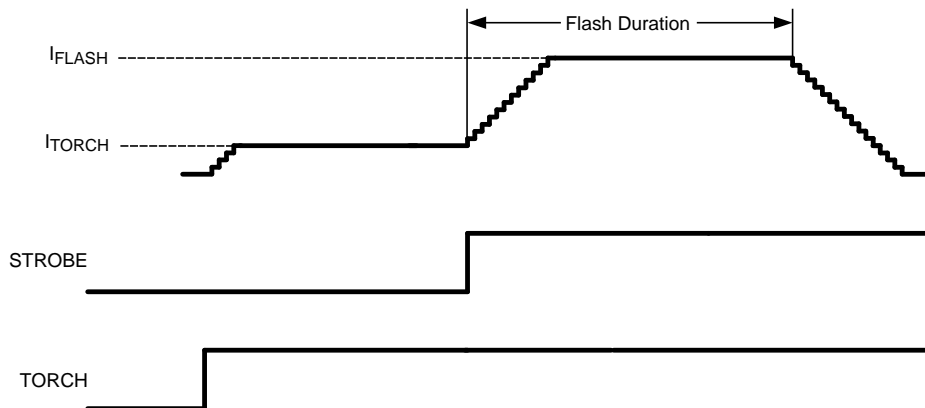 Flash Duration
IFLASH
ITORCH
STROBE
TORCH